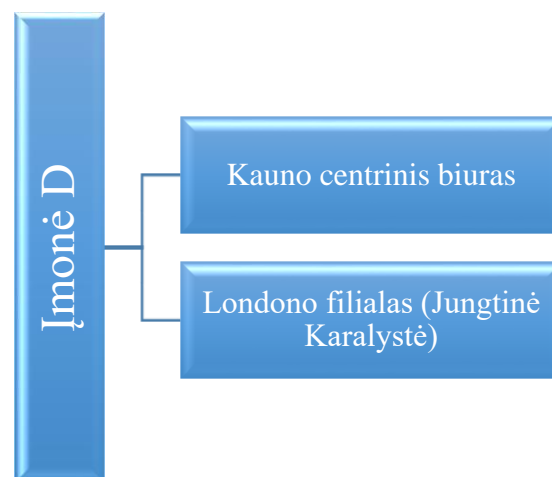 Įmonė D
Kauno centrinis biuras
Londono filialas (Jungtinė
Karalystė)